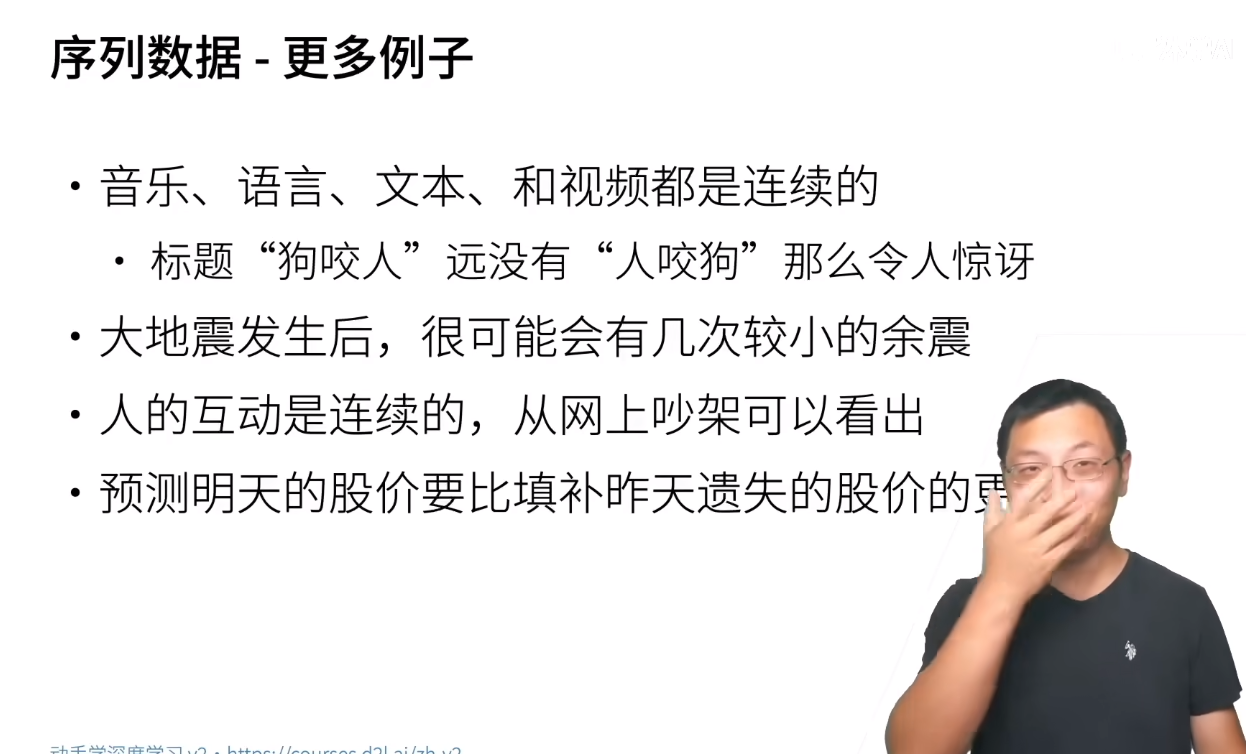 序列数据 - 更多例子
• 音乐、语言、文本、和视频都是连续的
• 标题“狗咬人”远没有“人咬狗”那么令人惊讶
• 大地震发生后，很可能会有几次较小的余震
• 人的互动是连续的，从网上吵架可以看出
• 预测明天的股价要比填补昨天遗失的股价的更
动手学深度学习 v2 • https://courses.d2l.ai/zh-v2